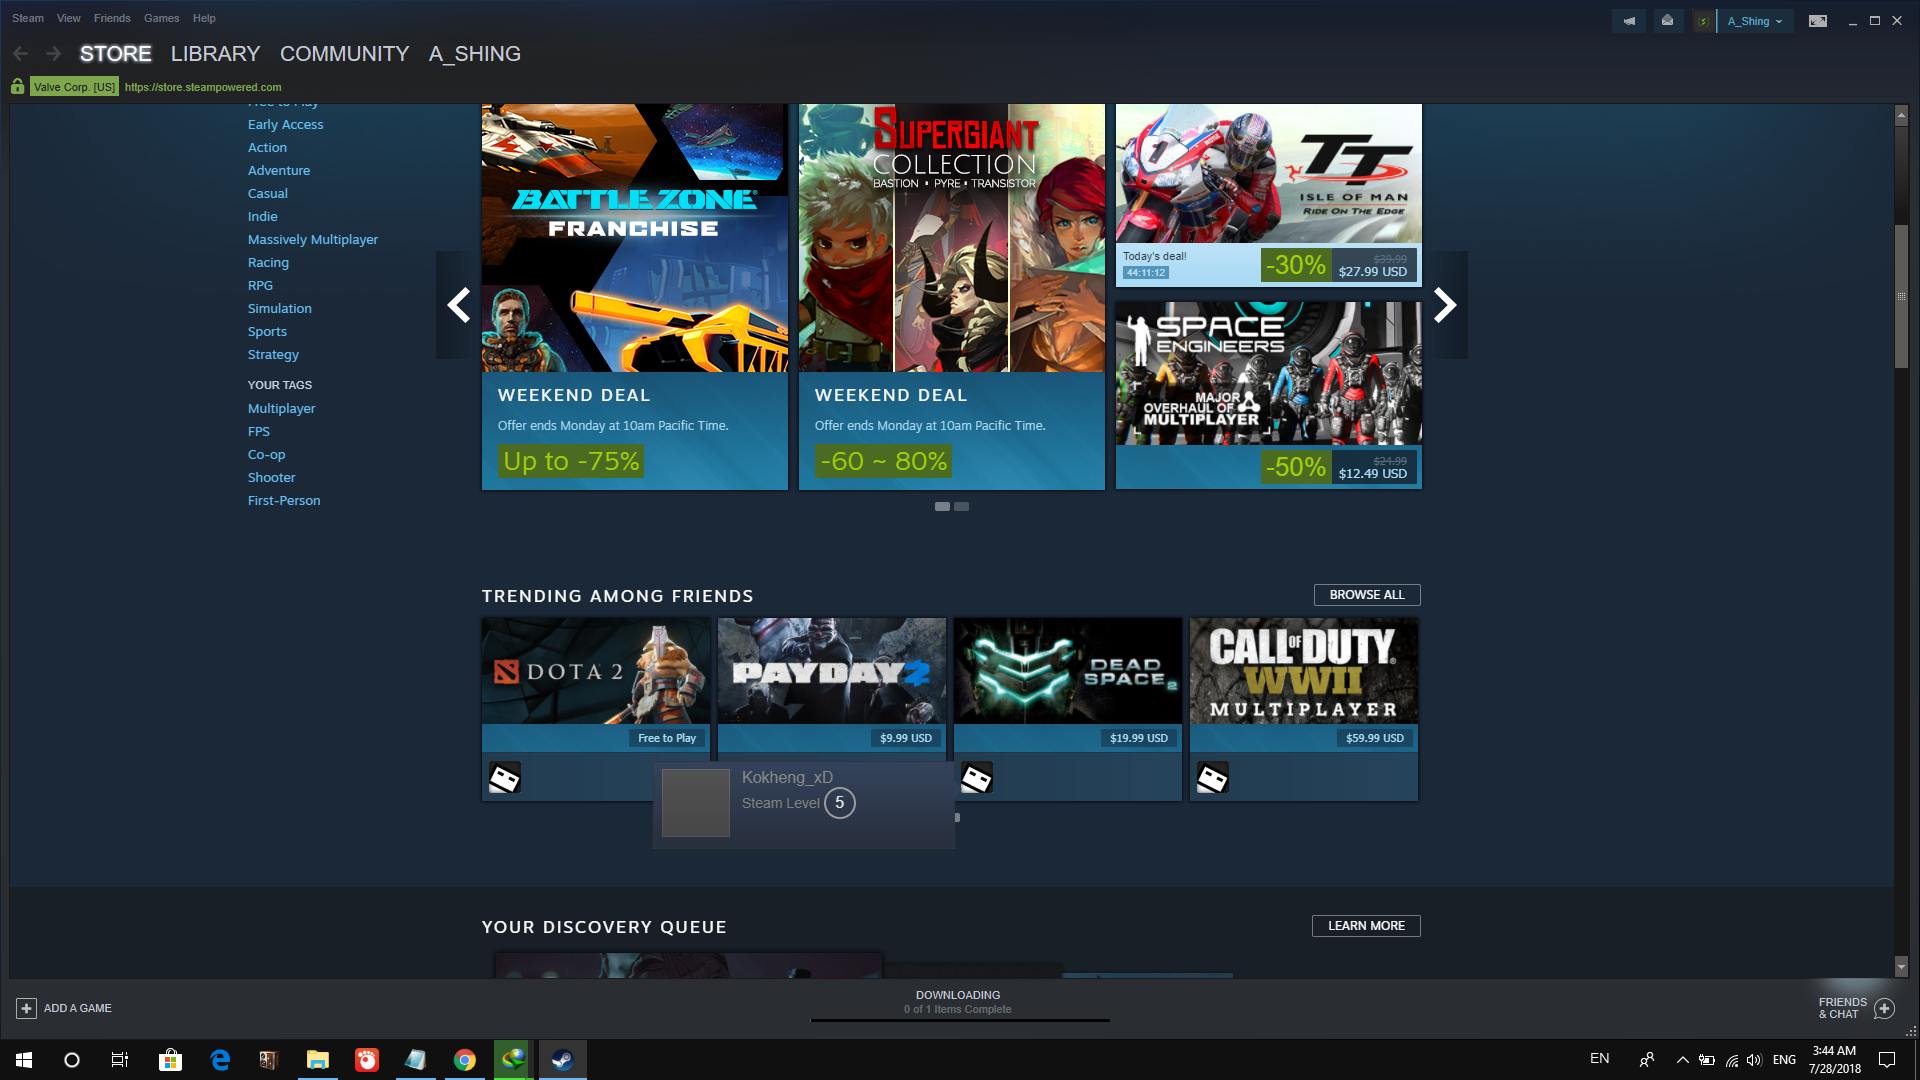 Steam View Friends Games Help
A_Shing
STORE LIBRARY COMMUNITY A_SHING
Valve Corp. [US] https://store.steampowered.com
Free to Play
Early Access
Action
Adventure
Casual
Indie
Massively Multiplayer
Racing
RPG
Simulation
Sports
Strategy
YOUR TAGS
Multiplayer
FPS
Co-op
Shooter
First-Person
BATTLEZONE
FRANCHISE
WEEKEND DEAL
Offer ends Monday at 10am Pacific Time.
Up to -75%
SUPERGIANT
COLLECTION
BASTION • PYRE • TRANSISTOR
WEEKEND DEAL
Offer ends Monday at 10am Pacific Time.
-60 ~ 80%
1
TT
ISLE OF MAN
RIDE ON THE EDGE
Today's deal!
44:11:12
-30%
$39.99
$27.99 USD
SPACE
ENGINEERS
MAJOR
OVERHAUL OF
MULTIPLAYER
-50%
$24.99
$12.49 USD
TRENDING AMONG FRIENDS
BROWSE ALL
DOTA 2
Free to Play
PAYDAY 2
$9.99 USD
DEAD
SPACE 2
$19.99 USD
CALL OF DUTY
WWII
MULTIPLAYER
$59.99 USD
Kokheng_xD
Steam Level 5
YOUR DISCOVERY QUEUE
LEARN MORE
ADD A GAME
DOWNLOADING
0 of 1 Items Complete
FRIENDS
& CHAT
EN
ENG
3:44 AM
7/28/2018